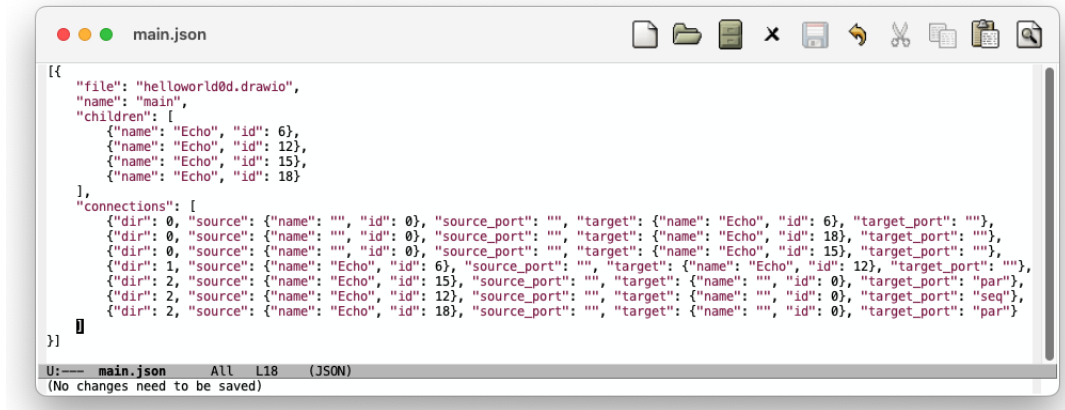 main.json
[{
    "file": "helloworld0d.drawio",
    "name": "main",
    "children": [
        {"name": "Echo", "id": 6},
        {"name": "Echo", "id": 12},
        {"name": "Echo", "id": 15},
        {"name": "Echo", "id": 18}
    ],
    "connections": [
        {"dir": 0, "source": {"name": "", "id": 0}, "source_port": "", "target": {"name": "Echo", "id": 6}, "target_port": ""},
        {"dir": 0, "source": {"name": "", "id": 0}, "source_port": "", "target": {"name": "Echo", "id": 18}, "target_port": ""},
        {"dir": 0, "source": {"name": "", "id": 0}, "source_port": "", "target": {"name": "Echo", "id": 15}, "target_port": ""},
        {"dir": 1, "source": {"name": "Echo", "id": 6}, "source_port": "", "target": {"name": "Echo", "id": 12}, "target_port": ""},
        {"dir": 2, "source": {"name": "Echo", "id": 15}, "source_port": "", "target": {"name": "", "id": 0}, "target_port": "par"},
        {"dir": 2, "source": {"name": "Echo", "id": 12}, "source_port": "", "target": {"name": "", "id": 0}, "target_port": "seq"},
        {"dir": 2, "source": {"name": "Echo", "id": 18}, "source_port": "", "target": {"name": "", "id": 0}, "target_port": "par"}
    ]
}]
U:--- main.json All L18 (JSON)
(No changes need to be saved)